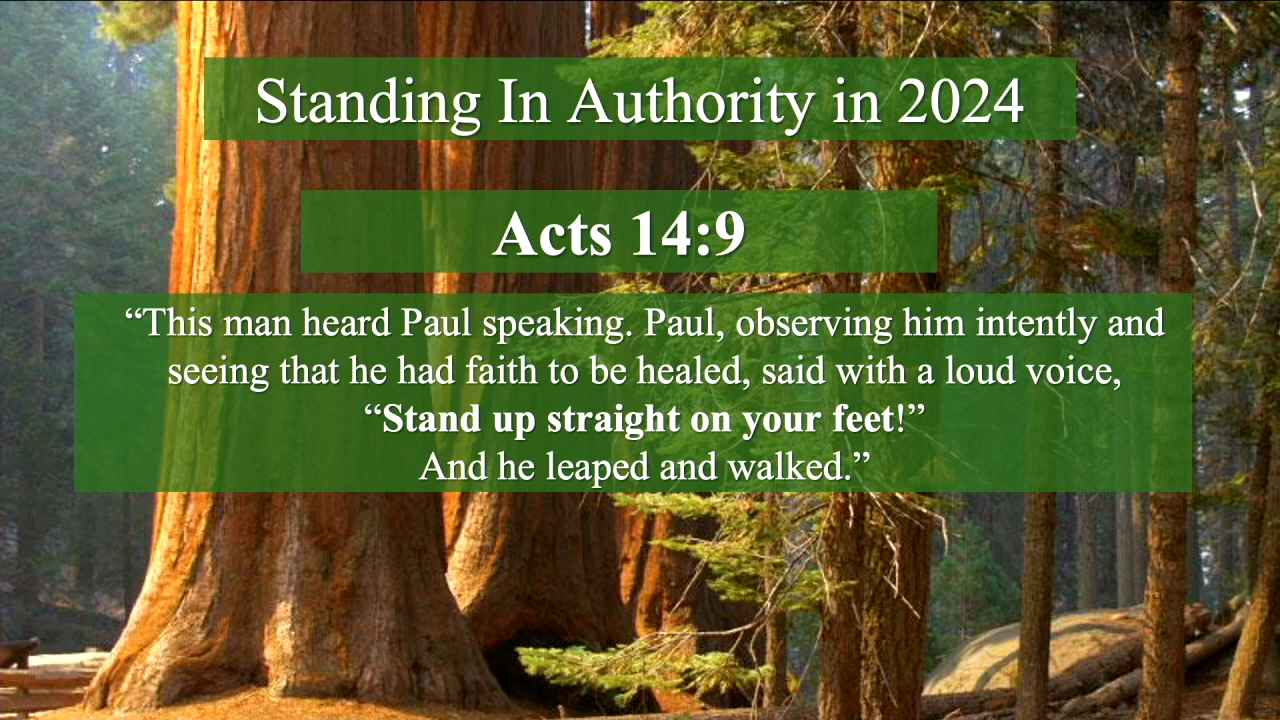 Standing In Authority in 2024
Acts 14:9
“This man heard Paul speaking. Paul, observing him intently and
seeing that he had faith to be healed, said with a loud voice,
“Stand up straight on your feet!”
And he leaped and walked.”